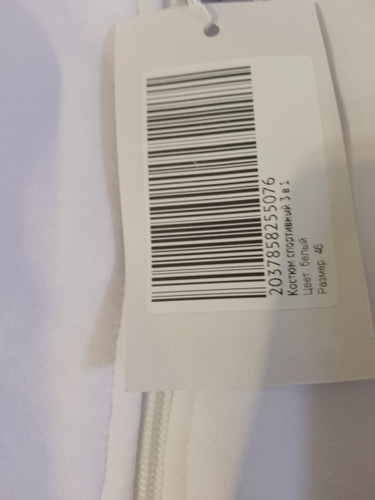 2037858255076
Костюм спортивный 3 в 1
Цвет: белый
Размер: 46